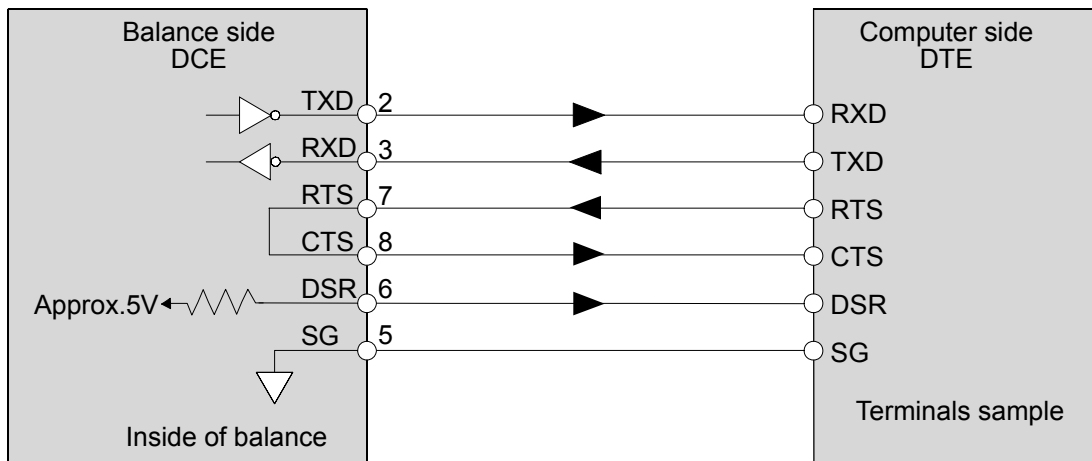 Balance side
DCE
Computer side
DTE
TXD 2 RXD
RXD 3 TXD
RTS 7 RTS
CTS 8 CTS
Approx.5V DSR 6 DSR
SG 5 SG
Inside of balance
Terminals sample